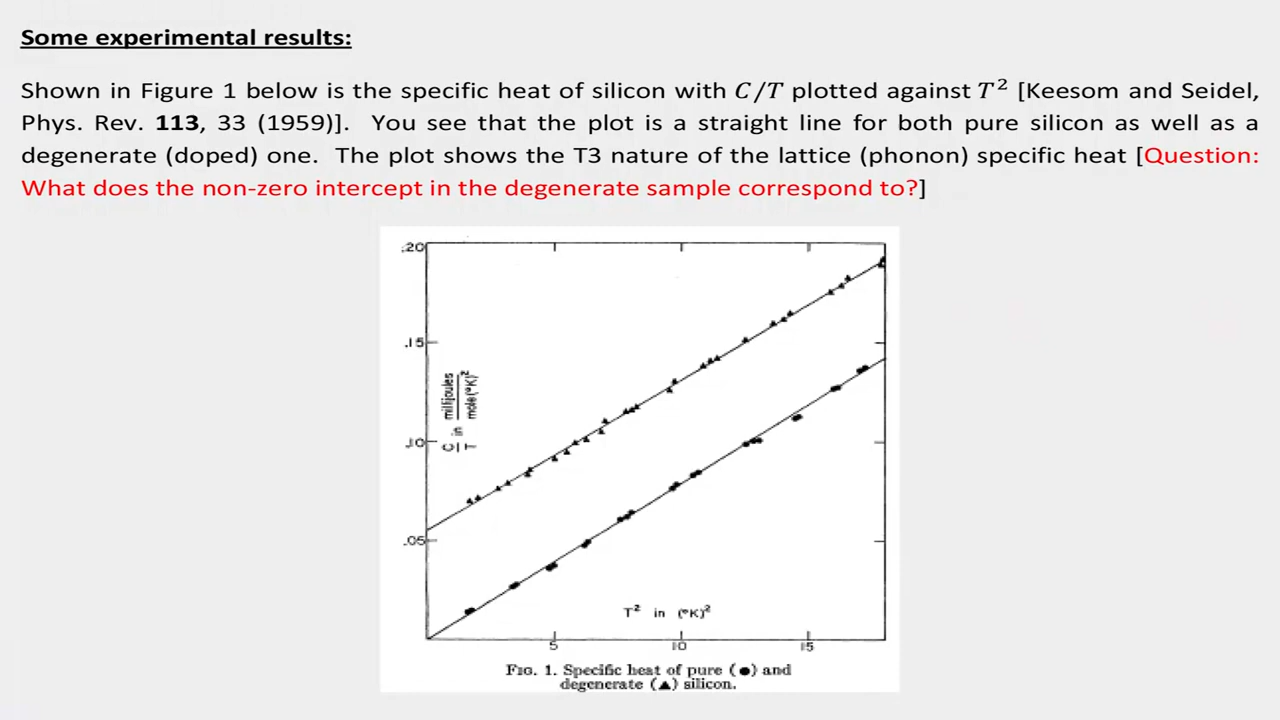 Some experimental results:
Shown in Figure 1 below is the specific heat of silicon with C/T plotted against T² [Keesom and Seidel,
Phys. Rev. 113, 33 (1959)]. You see that the plot is a straight line for both pure silicon as well as a
degenerate (doped) one. The plot shows the T3 nature of the lattice (phonon) specific heat [Question:
What does the non-zero intercept in the degenerate sample correspond to?]
.20
.15
.10
.05
C/T in millijoules/mole(°K)²
T² in (°K)²
5 10 15
FIG. 1. Specific heat of pure (●) and
degenerate (▲) silicon.